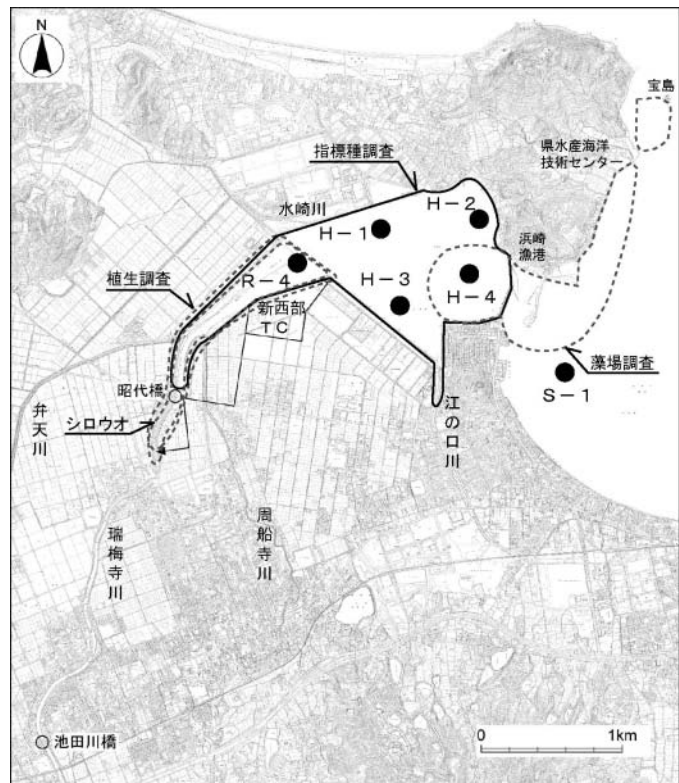 N
宝島
県水産海洋
技術センター
指標種調査
水崎川
H-2
H-1
浜崎
漁港
植生調査
R-4
H-4
H-3
新西部
TC
藻場調査
S-1
昭代橋
シロウオ
弁天川
江の口川
瑞梅寺川
周船寺川
0 1km
池田川橋